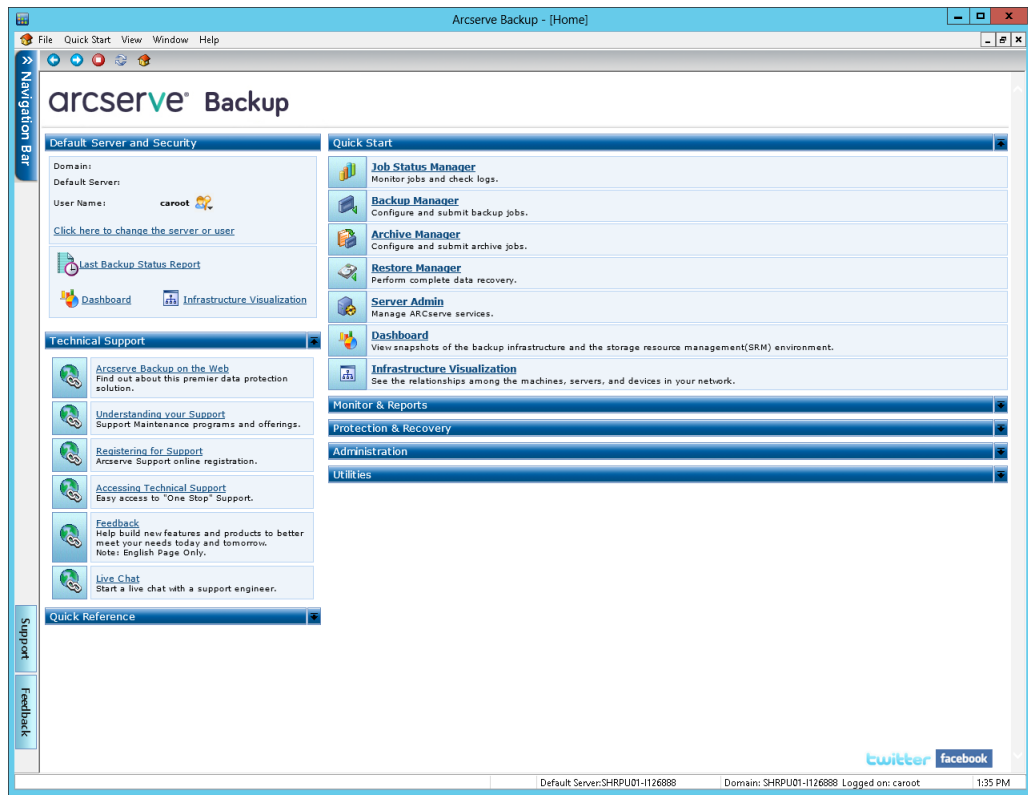 Arcserve Backup - [Home]
File Quick Start View Window Help
Navigation Bar
arcserve® Backup
Default Server and Security
Domain:
Default Server:
User Name: caroot
Click here to change the server or user
Last Backup Status Report
Dashboard
Infrastructure Visualization
Technical Support
Arcserve Backup on the Web
Find out about this premier data protection
solution.
Understanding your Support
Support Maintenance programs and offerings.
Registering for Support
Arcserve Support online registration.
Accessing Technical Support
Easy access to "One Stop" Support.
Feedback
Help build new features and products to better
meet your needs today and tomorrow.
Note: English Page Only.
Live Chat
Start a live chat with a support engineer.
Quick Reference
Quick Start
Job Status Manager
Monitor jobs and check logs.
Backup Manager
Configure and submit backup jobs.
Archive Manager
Configure and submit archive jobs.
Restore Manager
Perform complete data recovery.
Server Admin
Manage ARCserve services.
Dashboard
View snapshots of the backup infrastructure and the storage resource management(SRM) environment.
Infrastructure Visualization
See the relationships among the machines, servers, and devices in your network.
Monitor & Reports
Protection & Recovery
Administration
Utilities
Support
Feedback
twitter facebook
Default Server:SHRPU01-I126888 Domain: SHRPU01-I126888 Logged on: caroot 1:35 PM